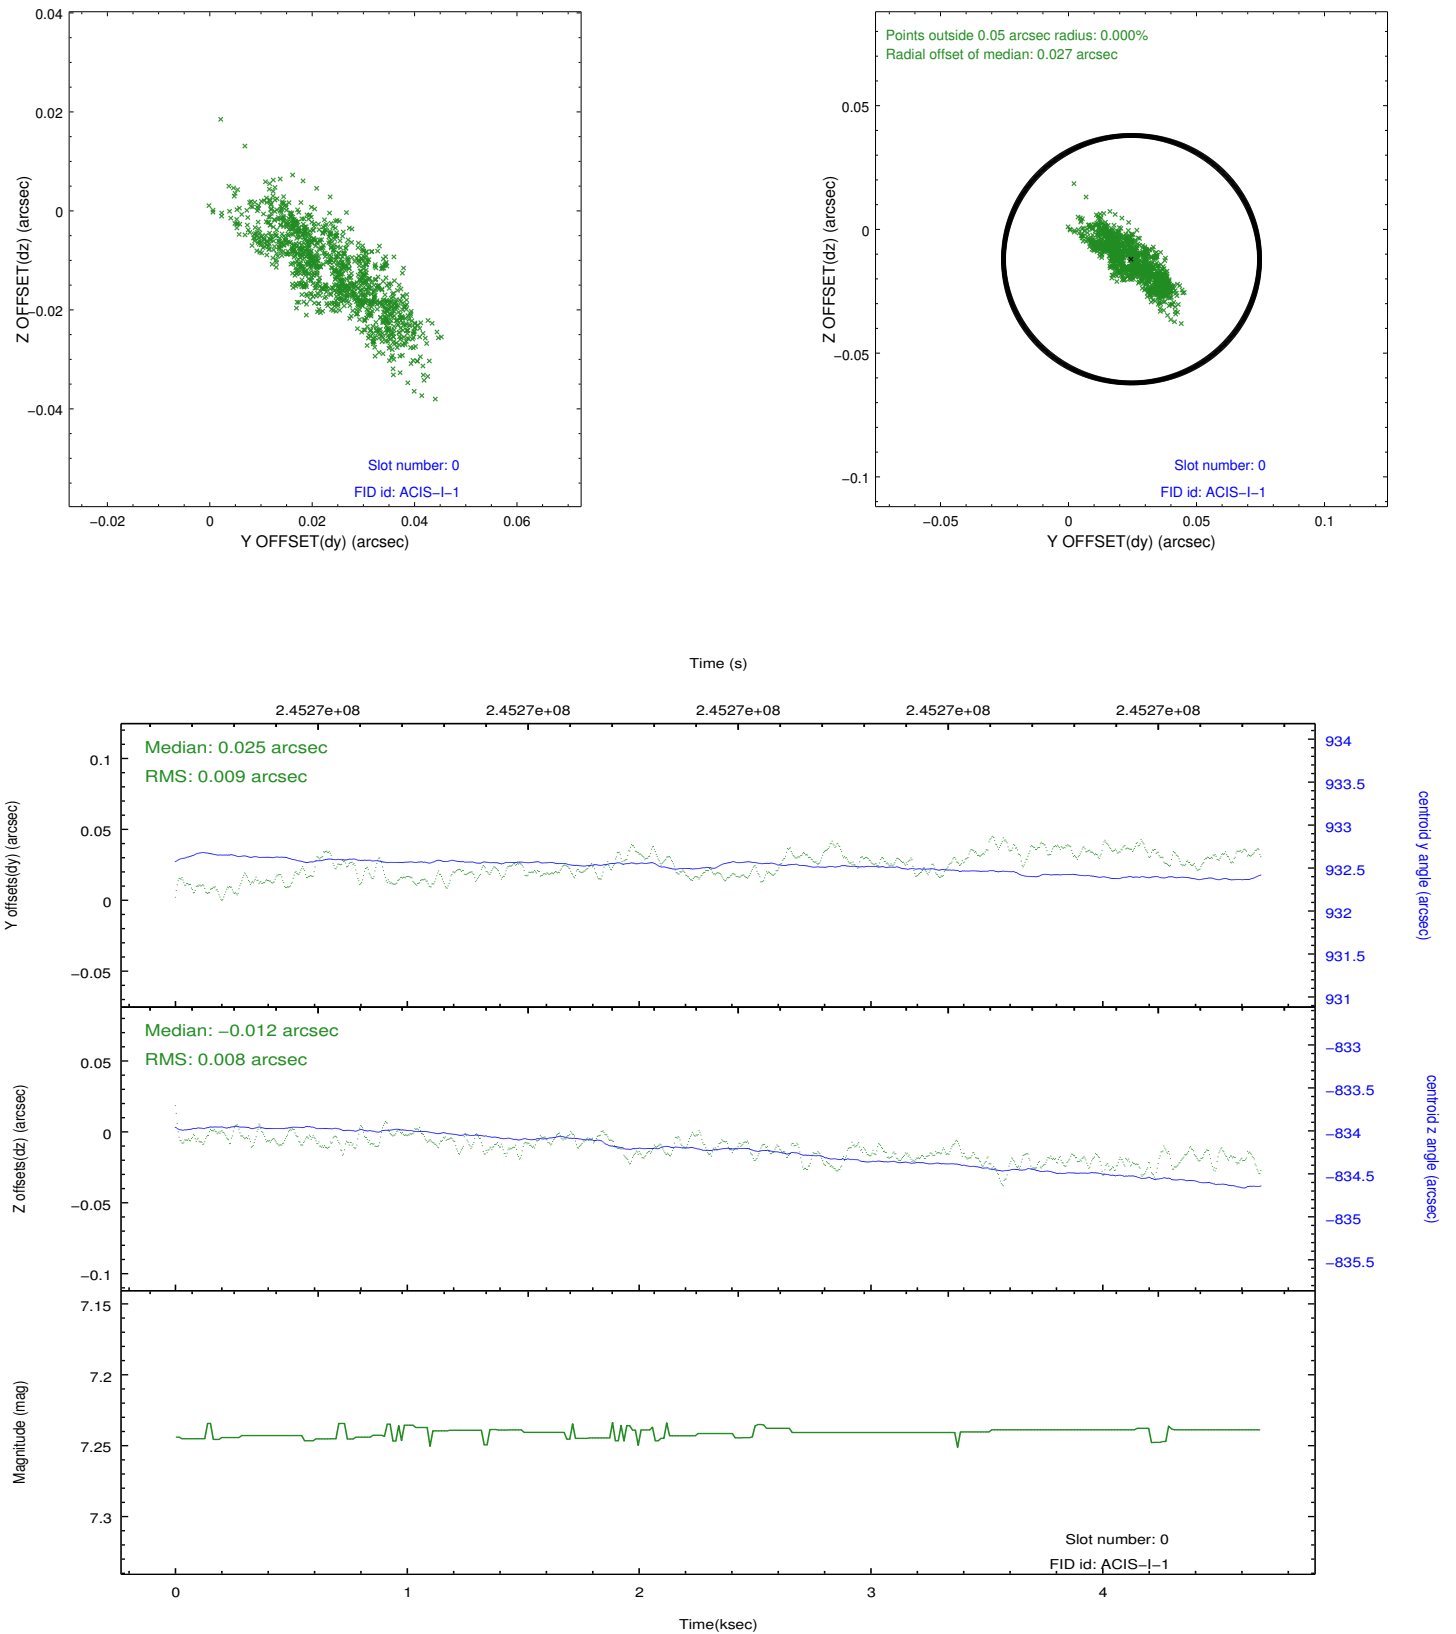 0.04
0.02
0
−0.02
−0.04
Z OFFSET(dz) (arcsec)
Slot number: 0
FID id: ACIS−I−1
−0.02 0 0.02 0.04 0.06
Y OFFSET(dy) (arcsec)
Points outside 0.05 arcsec radius: 0.000%
Radial offset of median: 0.027 arcsec
0.05
0
−0.05
−0.1
Z OFFSET(dz) (arcsec)
Slot number: 0
FID id: ACIS−I−1
−0.05 0 0.05 0.1
Y OFFSET(dy) (arcsec)
Time (s)
2.4527e+08 2.4527e+08 2.4527e+08 2.4527e+08 2.4527e+08
Median: 0.025 arcsec
RMS: 0.009 arcsec
0.1
0.05
0
−0.05
Y offsets(dy) (arcsec)
934
933.5
933
932.5
932
931.5
931
centroid y angle (arcsec)
Median: −0.012 arcsec
RMS: 0.008 arcsec
0.05
0
−0.05
−0.1
Z offsets(dz) (arcsec)
−833
−833.5
−834
−834.5
−835
−835.5
centroid z angle (arcsec)
7.15
7.2
7.25
7.3
Magnitude (mag)
Slot number: 0
FID id: ACIS−I−1
0 1 2 3 4
Time(ksec)